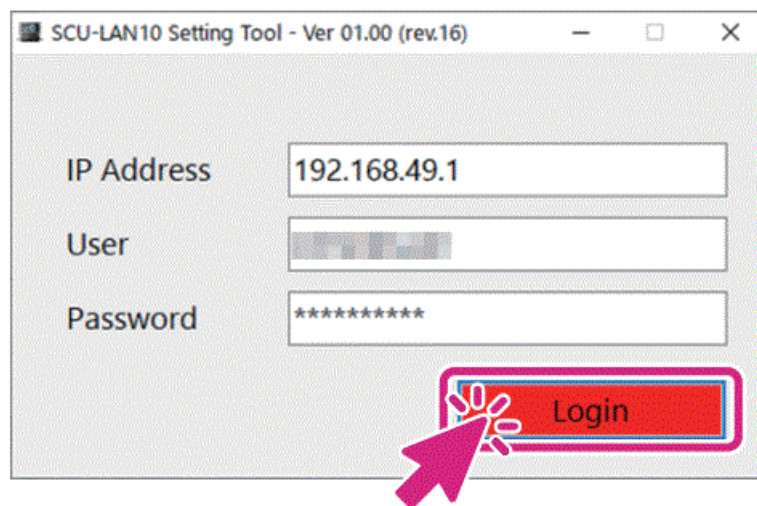 SCU-LAN10 Setting Tool - Ver 01.00 (rev.16)
IP Address 192.168.49.1
User
Password **********
Login